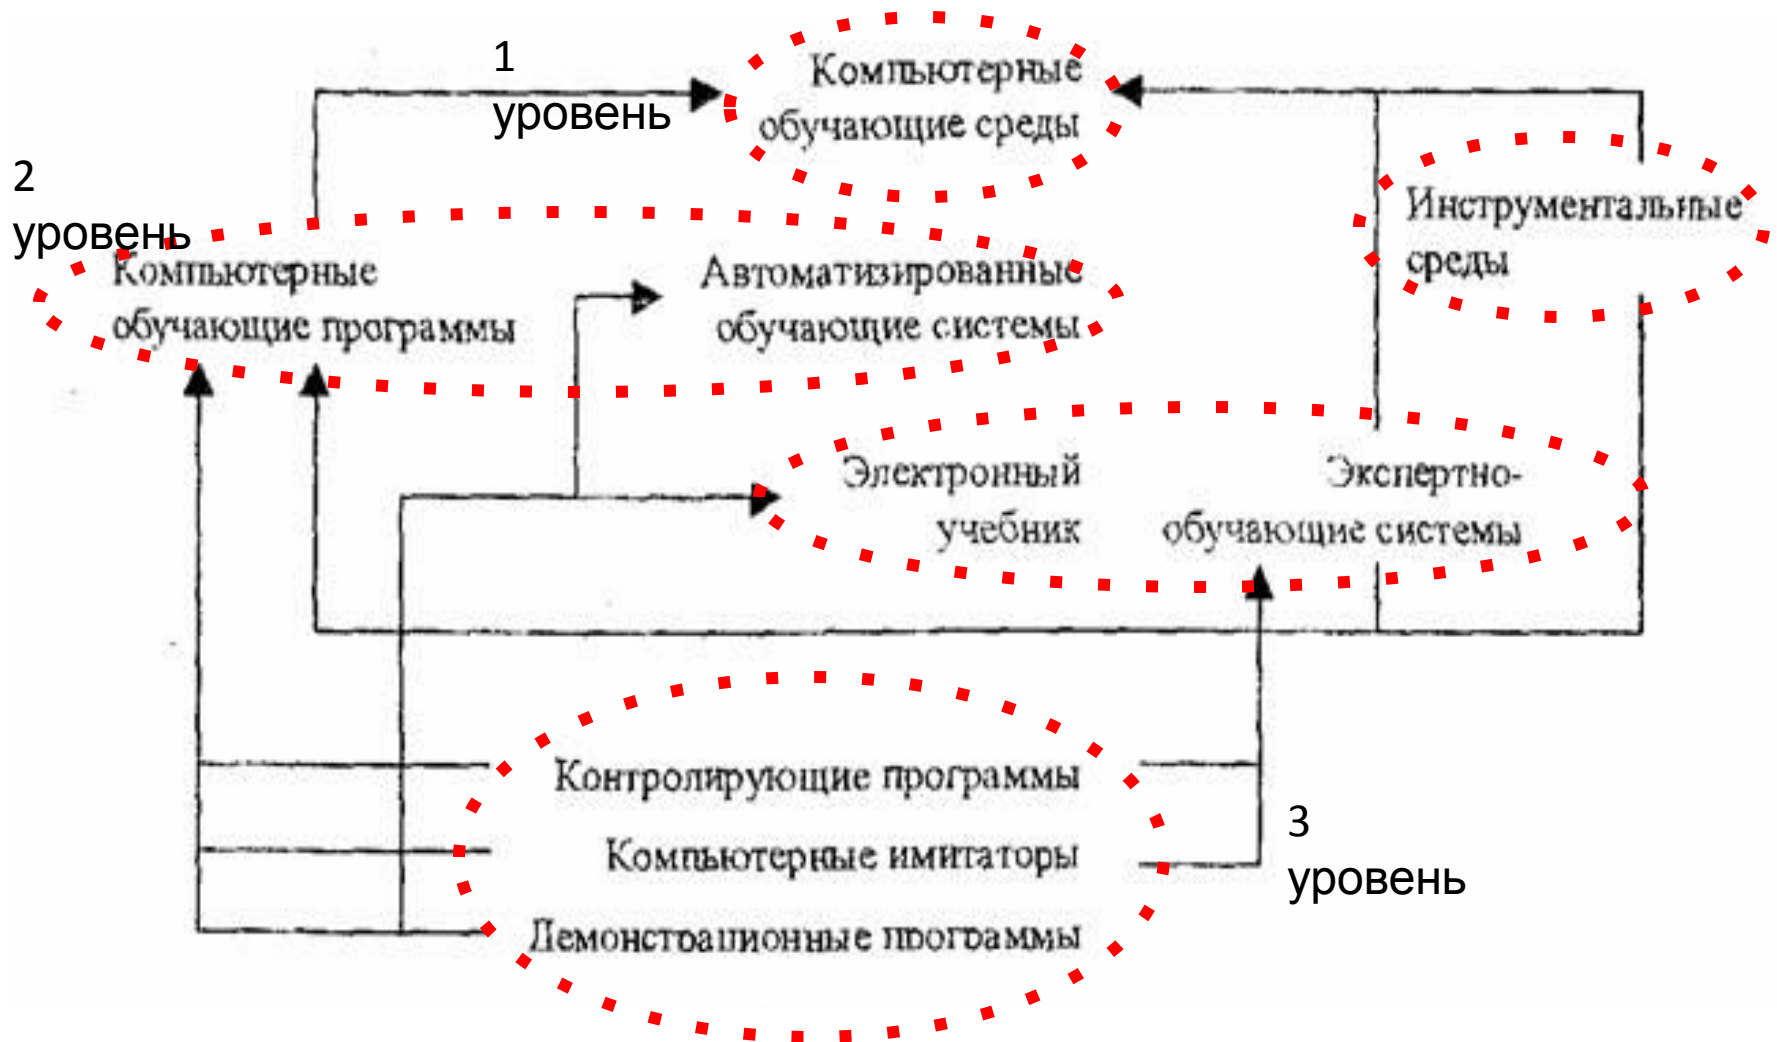 1
уровень
Компьютерные
обучающие среды
2
уровень
Инструментальные
среды
Компьютерные
обучающие программы
Автоматизированные
обучающие системы
Электронный
учебник
Экспертно-
обучающие системы
Контролирующие программы
Компьютерные имитаторы
Демонстрационные программы
3
уровень